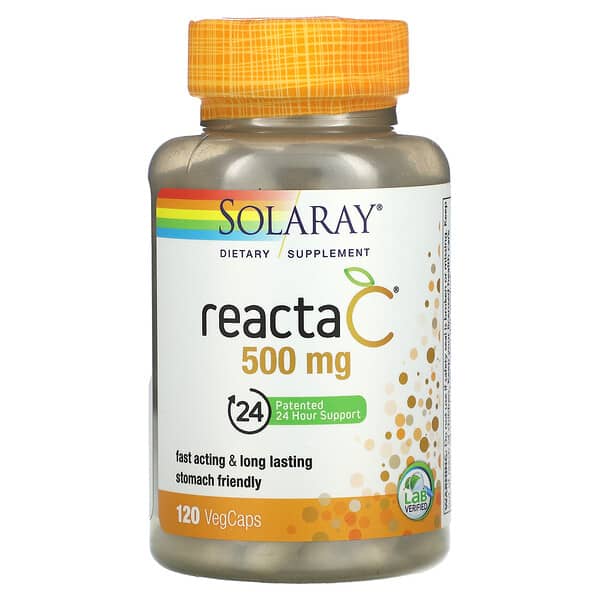 SOLARAY®
DIETARY SUPPLEMENT
reactaC®
500 mg
24
Patented
24 Hour Support
fast acting & long lasting
stomach friendly
120 VegCaps
LaB
VERIFIED